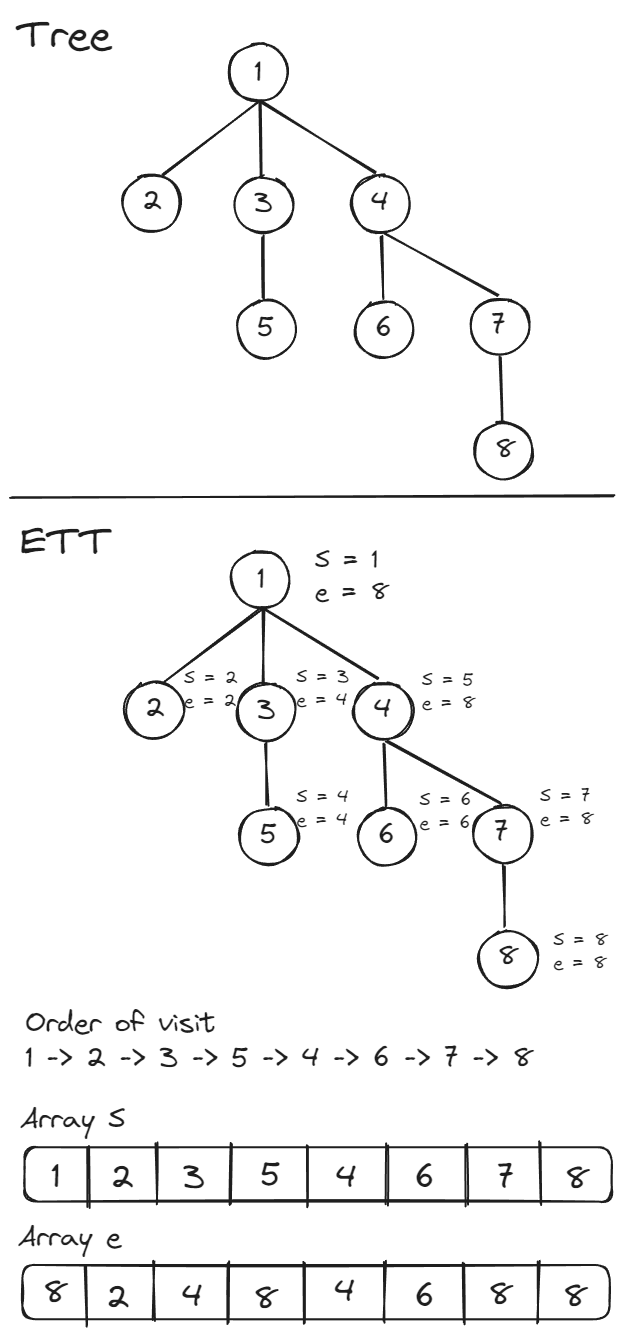 Tree
1
2 3 4
5 6 7
8
ETT
1 S = 1
e = 8
2 S = 2
e = 2
3 S = 3
e = 4
4 S = 5
e = 8
5 S = 4
e = 4
6 S = 6
e = 6
7 S = 7
e = 8
8 S = 8
e = 8
Order of visit
1 -> 2 -> 3 -> 5 -> 4 -> 6 -> 7 -> 8
Array S
1 2 3 5 4 6 7 8
Array e
8 2 4 8 4 6 8 8